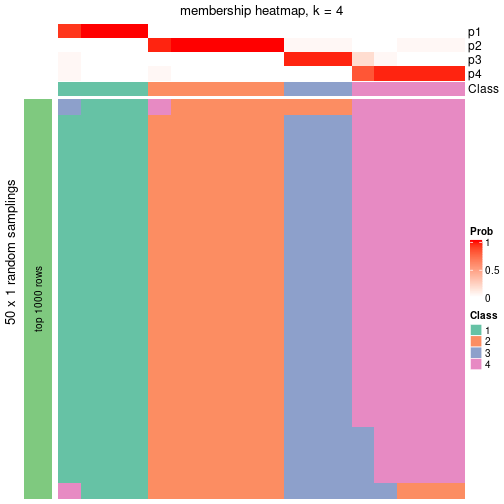 membership heatmap, k = 4
p1
p2
p3
p4
Class
50 x 1 random samplings
top 1000 rows
Prob
1
0.5
0
Class
1
2
3
4